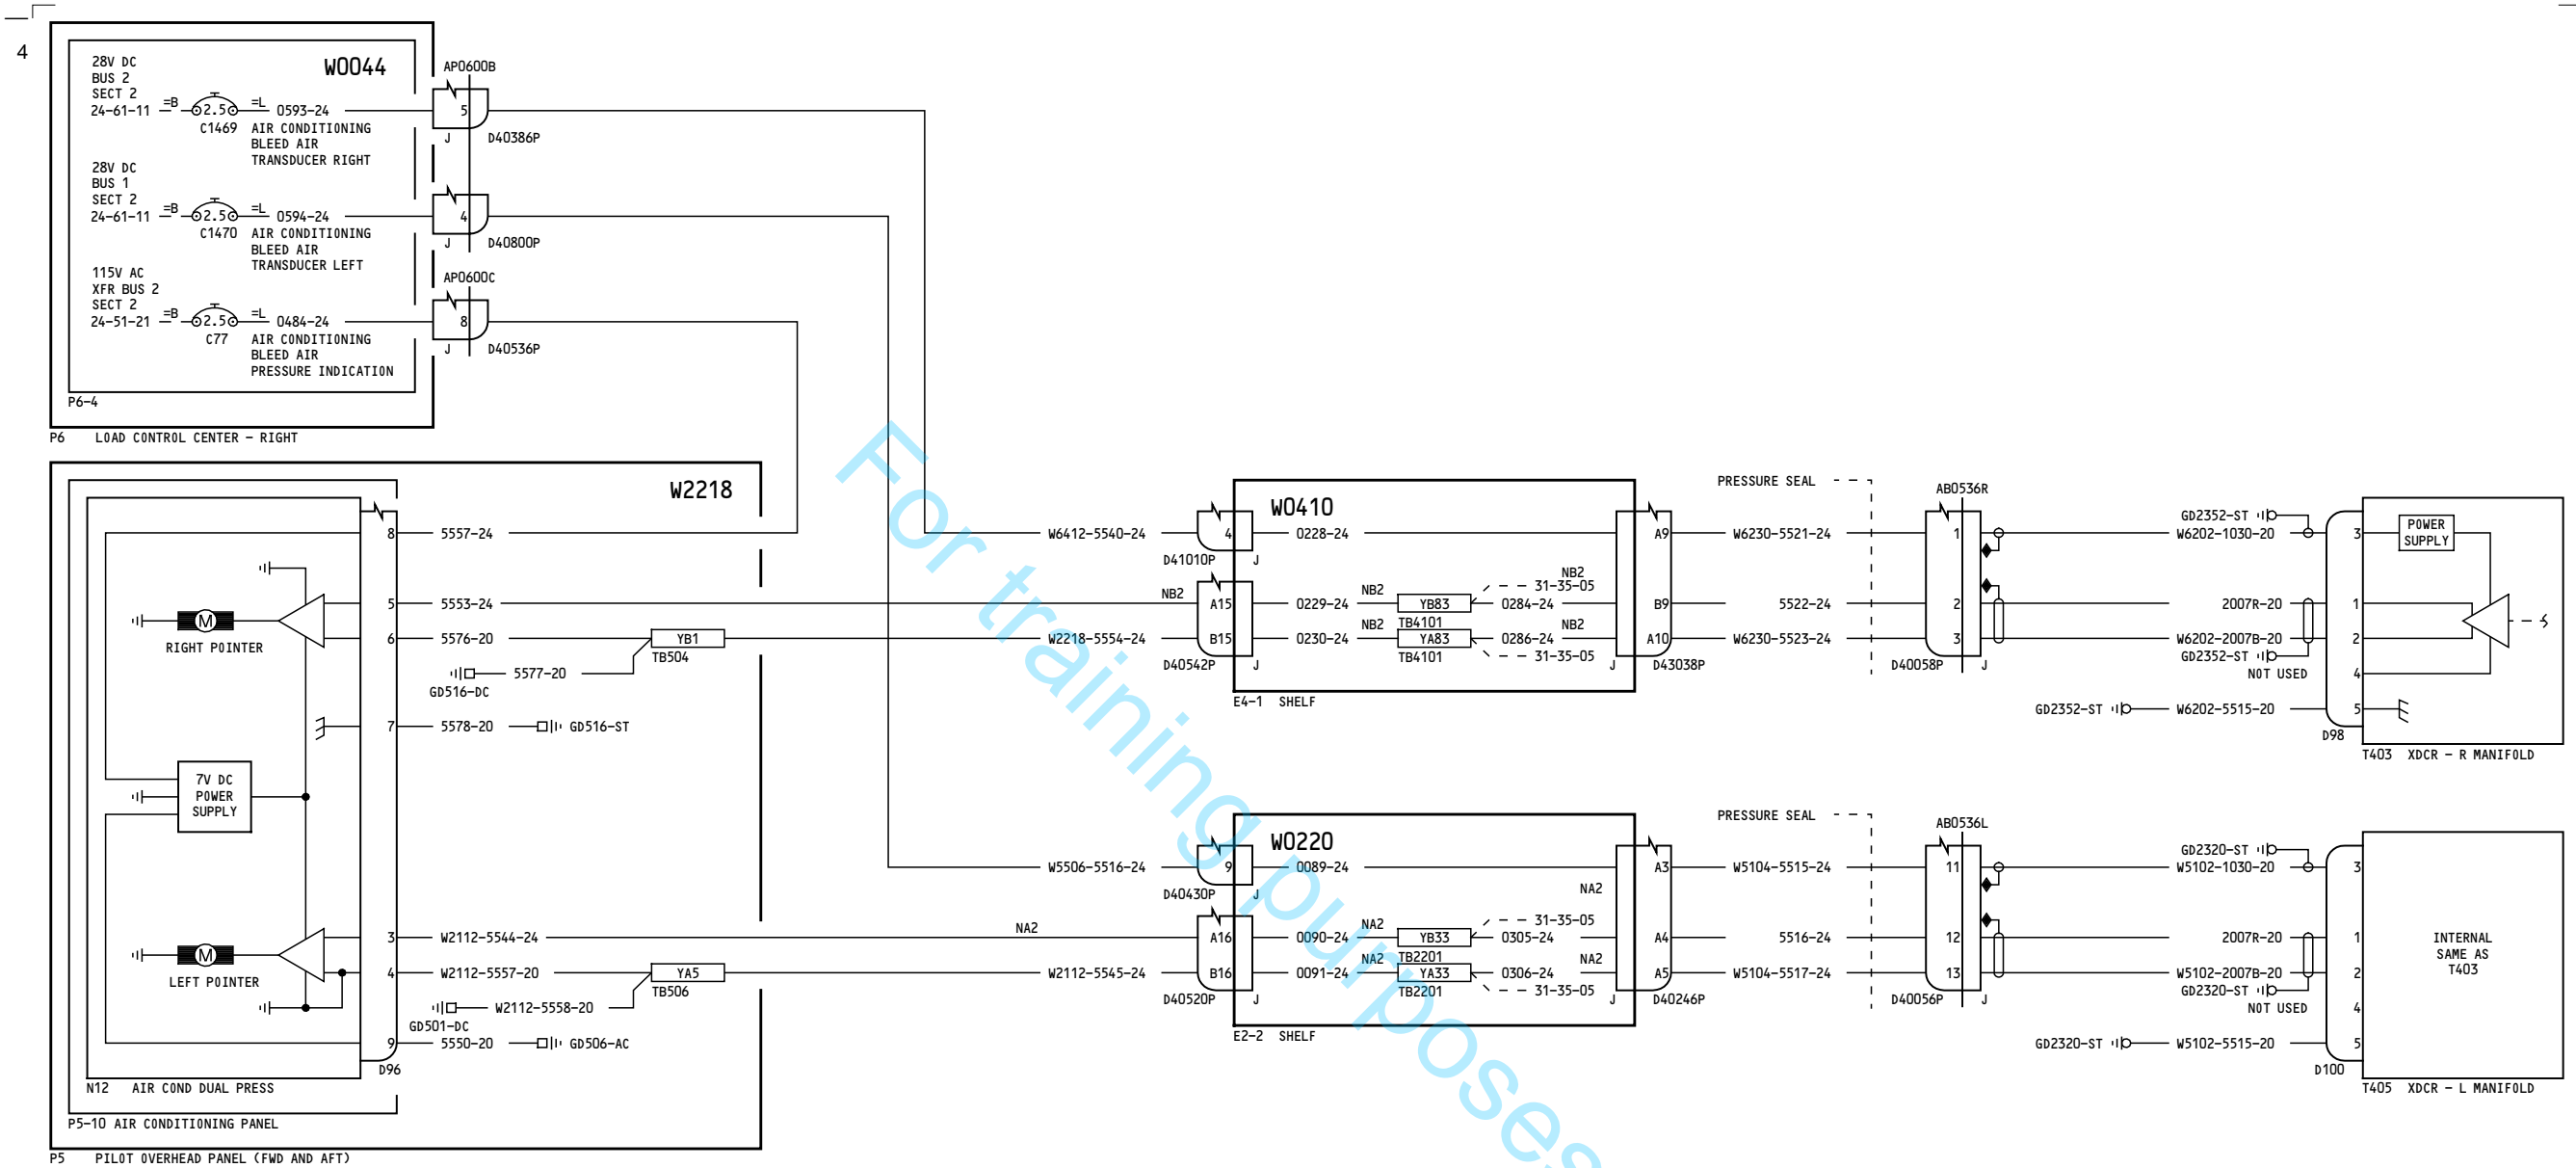 4
28V DC
BUS 2
SECT 2
24-61-11 =B 2.5 =L 0593-24
C1469 AIR CONDITIONING
BLEED AIR
TRANSDUCER RIGHT
W0044
AP0600B
5
J D40386P
28V DC
BUS 1
SECT 2
24-61-11 =B 2.5 =L 0594-24
C1470 AIR CONDITIONING
BLEED AIR
TRANSDUCER LEFT
4
J D40800P
115V AC
XFR BUS 2
SECT 2
24-51-21 =B 2.5 =L 0484-24
C77 AIR CONDITIONING
BLEED AIR
PRESSURE INDICATION
AP0600C
8
J D40536P
P6-4
P6 LOAD CONTROL CENTER - RIGHT
W2218
8 5557-24
5 5553-24
6 5576-20 YB1
TB504
M
RIGHT POINTER
5577-20
GD516-DC
7 5578-20 GD516-ST
7V DC
POWER
SUPPLY
3 W2112-5544-24
4 W2112-5557-20 YA5
TB506
M
LEFT POINTER
W2112-5558-20
GD501-DC
9 5550-20 GD506-AC
D96
N12 AIR COND DUAL PRESS
P5-10 AIR CONDITIONING PANEL
P5 PILOT OVERHEAD PANEL (FWD AND AFT)
W0410
W6412-5540-24 4 0228-24 A9 W6230-5521-24
D41010P J
NB2 A15 0229-24 NB2 YB83 0284-24 NB2 B9 5522-24
TB4101
31-35-05
W2218-5554-24 B15 0230-24 NB2 YA83 0286-24 NB2 A10 W6230-5523-24
TB4101
31-35-05
D40542P J J D43038P
E4-1 SHELF
PRESSURE SEAL
AB0536R
1
2
3
D40058P J
GD2352-ST
W6202-1030-20 3
2007R-20 1
W6202-2007B-20 2
GD2352-ST
NOT USED 4
GD2352-ST W6202-5515-20 5
D98
POWER
SUPPLY
T403 XDCR - R MANIFOLD
W0220
W5506-5516-24 9 0089-24 A3 W5104-5515-24
D40430P J
NA2
NA2 A16 0090-24 NA2 YB33 0305-24 A4 5516-24
TB2201
31-35-05
W2112-5545-24 B16 0091-24 NA2 YA33 0306-24 NA2 A5 W5104-5517-24
TB2201
31-35-05
D40520P J J D40246P
E2-2 SHELF
PRESSURE SEAL
AB0536L
11
12
13
D40056P J
GD2320-ST
W5102-1030-20 3
2007R-20 1
W5102-2007B-20 2
GD2320-ST
NOT USED 4
GD2320-ST W5102-5515-20 5
D100
INTERNAL
SAME AS
T403
T405 XDCR - L MANIFOLD
For training purposes